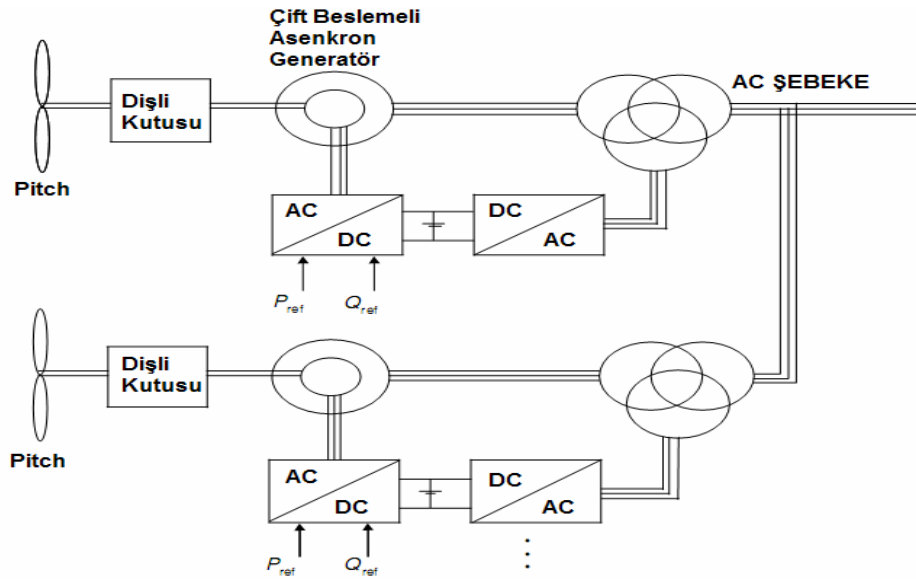 Çift Beslemeli
Asenkron
Generatör
AC ŞEBEKE
Dişli
Kutusu
Pitch
AC
DC
DC
AC
Pref
Qref
Dişli
Kutusu
Pitch
AC
DC
DC
AC
Pref
Qref